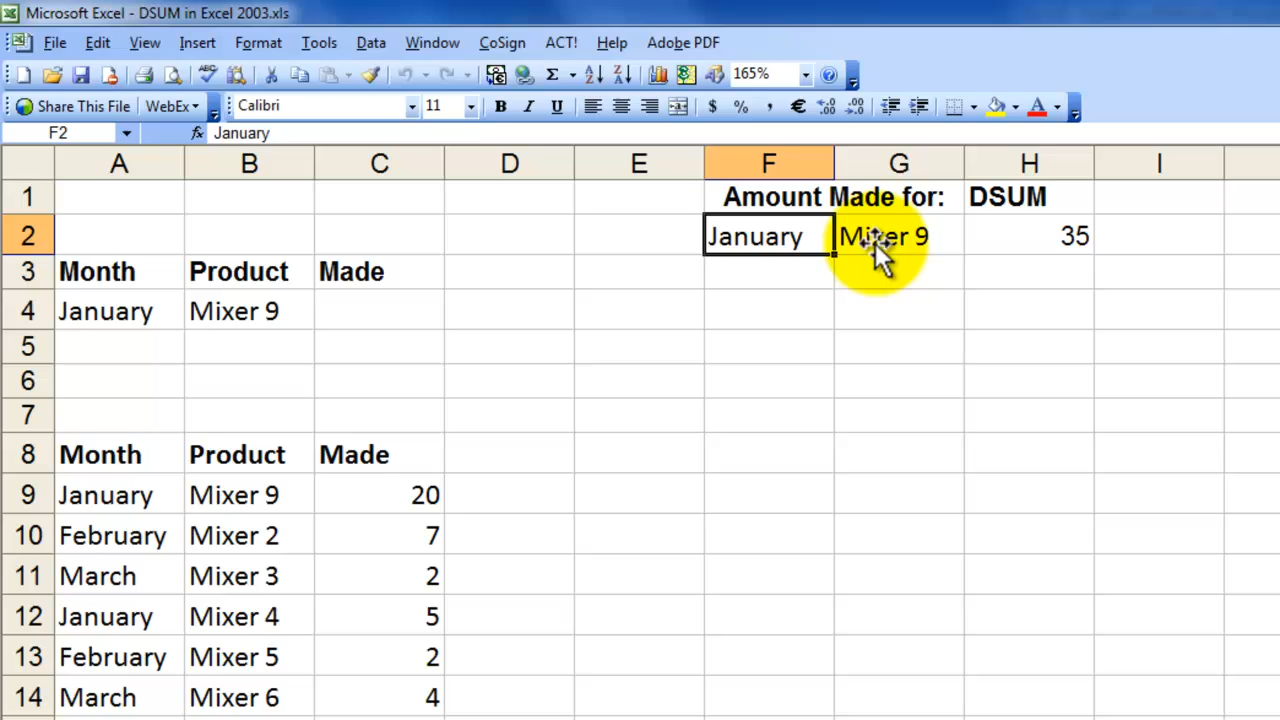 Microsoft Excel - DSUM in Excel 2003.xls
File Edit View Insert Format Tools Data Window CoSign ACT! Help Adobe PDF
165%
Share This File WebEx Calibri 11 B I U $ % , €
F2 fx January
A B C D E F G H I
1 Amount Made for: DSUM
2 January Mixer 9 35
3 Month Product Made
4 January Mixer 9
5
6
7
8 Month Product Made
9 January Mixer 9 20
10 February Mixer 2 7
11 March Mixer 3 2
12 January Mixer 4 5
13 February Mixer 5 2
14 March Mixer 6 4